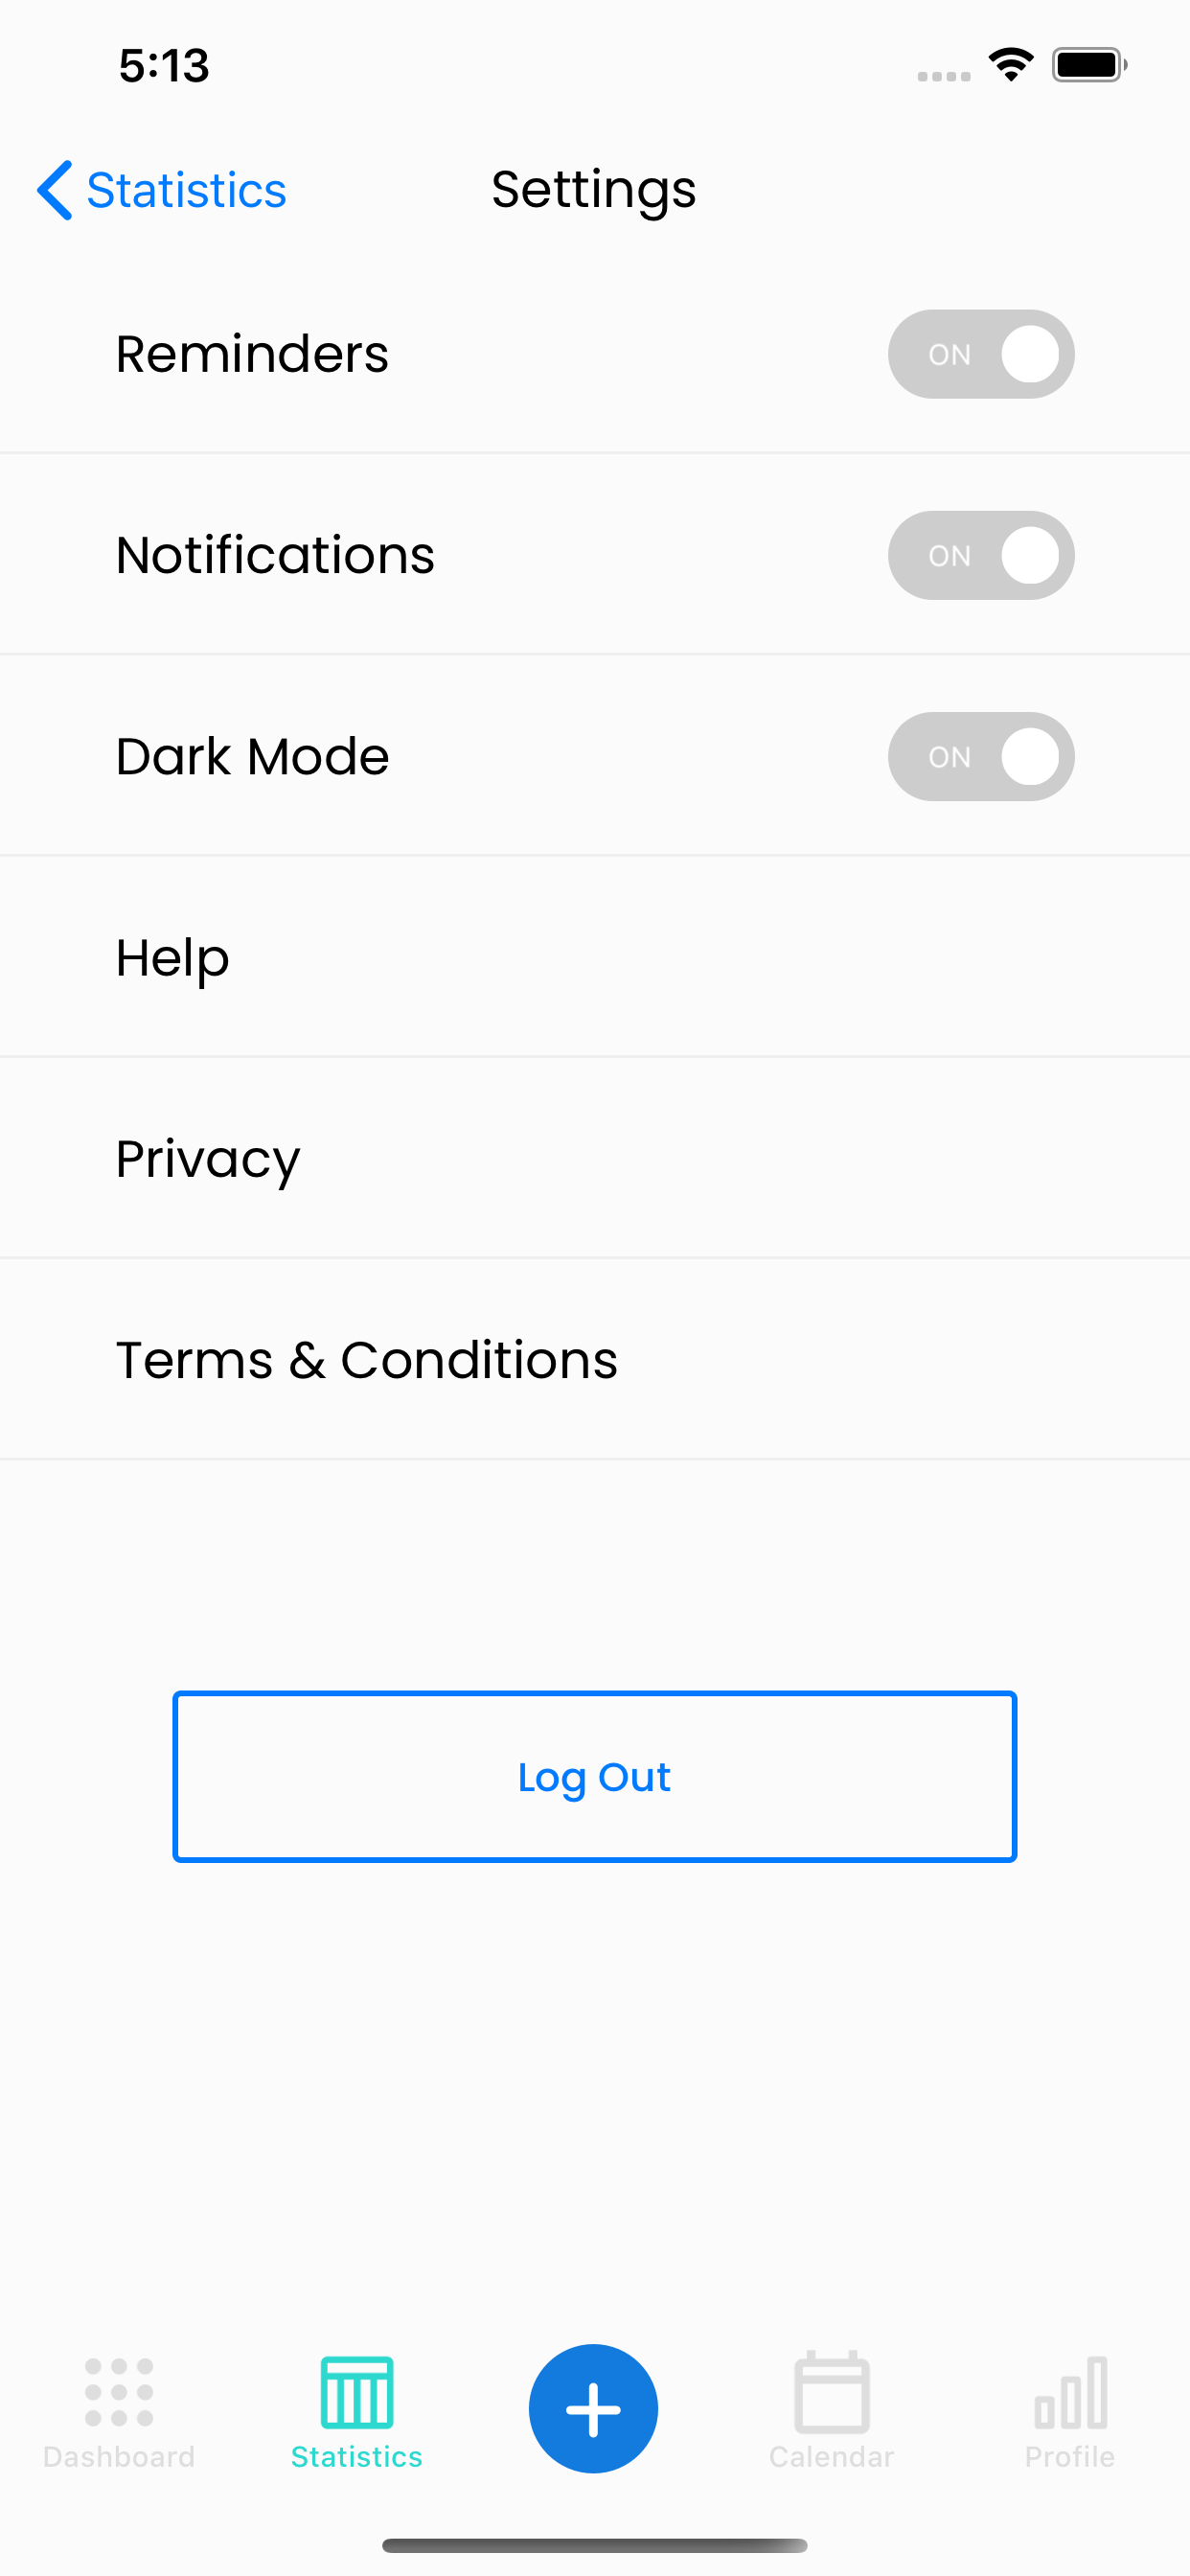 5:13
Statistics Settings
Reminders ON
Notifications ON
Dark Mode ON
Help
Privacy
Terms & Conditions
Log Out
Dashboard Statistics Calendar Profile